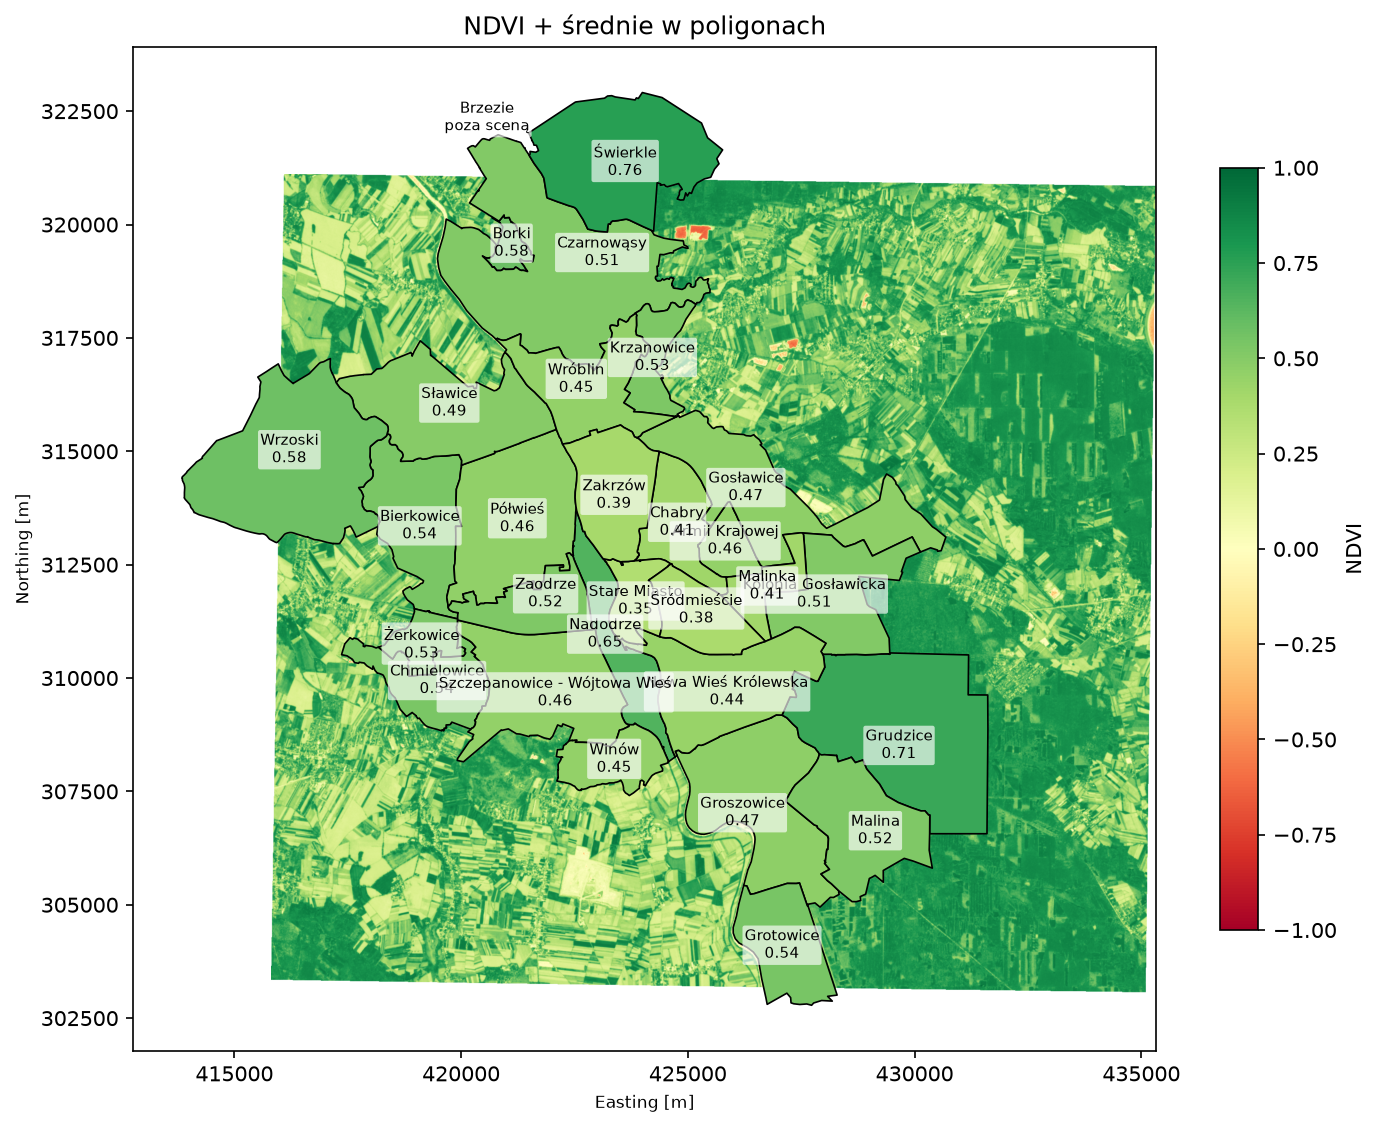 NDVI + średnie w poligonach
322500
320000
317500
315000
312500
310000
307500
305000
302500
Northing [m]
415000
420000
425000
430000
435000
Easting [m]
Brzezie
poza sceną
Świerkle
0.76
Borki
0.58
Czarnowąsy
0.51
Krzanowice
0.53
Wróblin
0.45
Sławice
0.49
Wrzoski
0.58
Gosławice
0.47
Zakrzów
0.39
Półwieś
0.46
Bierkowice
0.54
Chabry
0.41
Krajowej
0.46
Malinka
0.41
Gosławicka
0.51
Zaodrze
0.52
Stare Miasto
0.35
Śródmieście
0.38
Nadodrze
0.65
Żerkowice
0.53
Chmielowice
0.54
Szczepanowice - Wójtowa Wieś
0.46
Wieś Królewska
0.44
Grudzice
0.71
Winów
0.45
Groszowice
0.47
Malina
0.52
Grotowice
0.54
1.00
0.75
0.50
0.25
0.00
−0.25
−0.50
−0.75
−1.00
NDVI